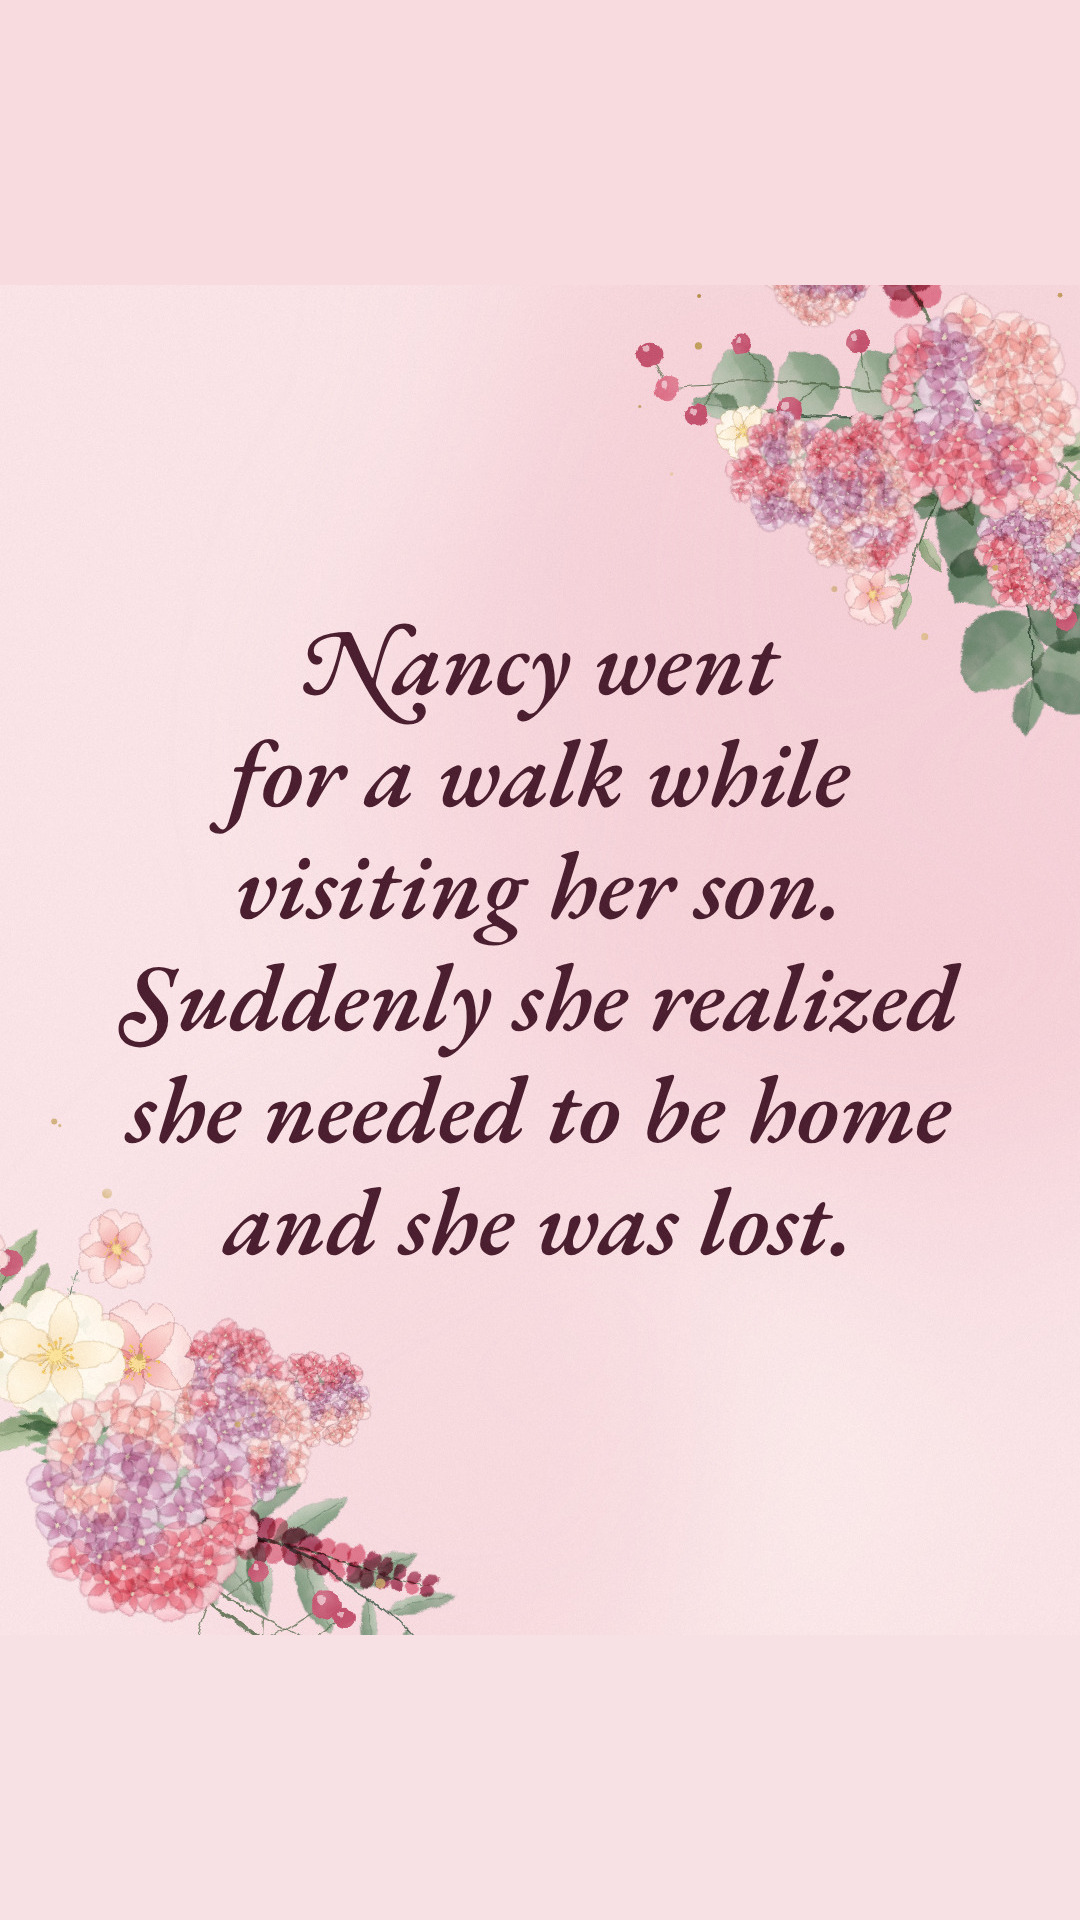 Nancy went
for a walk while
visiting her son.
Suddenly she realized
she needed to be home
and she was lost.